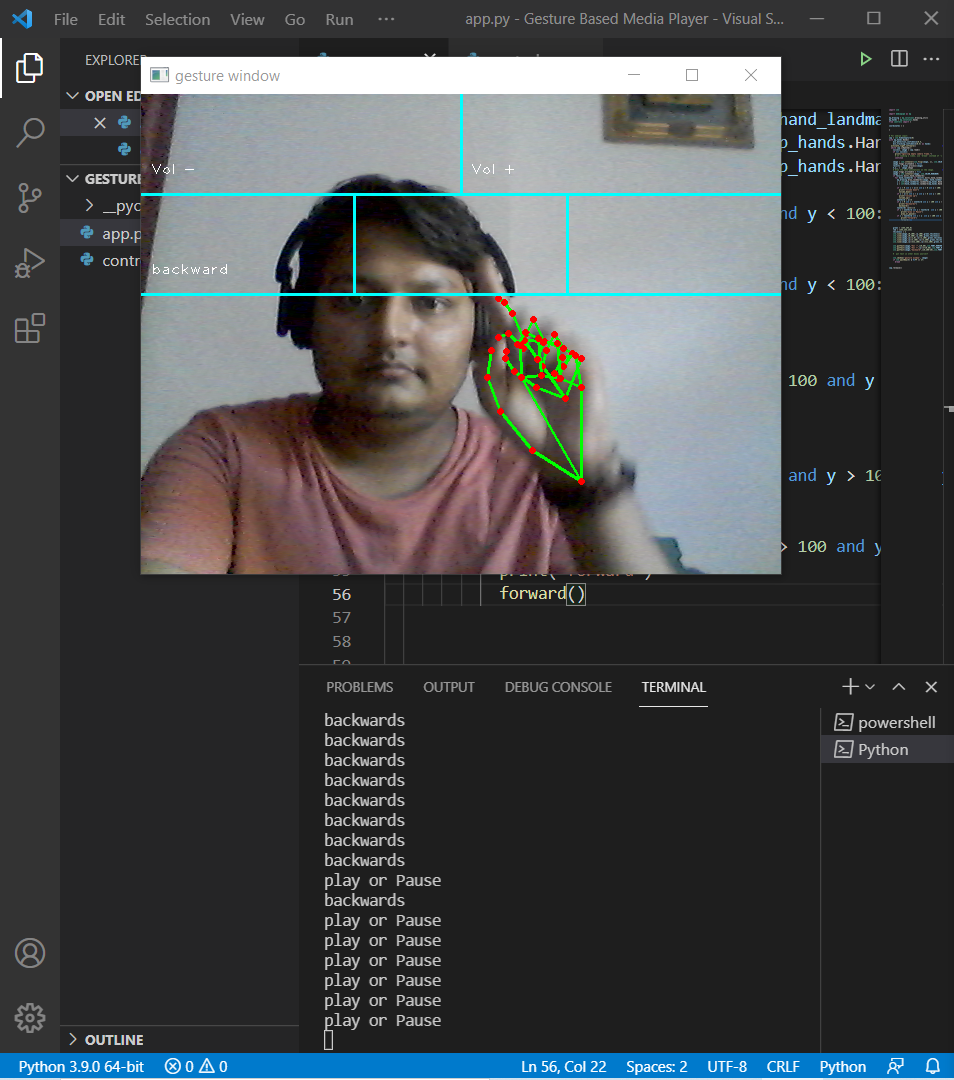 File Edit Selection View Go Run ··· app.py - Gesture Based Media Player - Visual S...
EXPLORER
gesture window
OPEN ED
GESTURE
__pyc
app.p
contr
Vol -
Vol +
backward
hand_landma
_hands.Han
_hands.Har
nd y < 100:
nd y < 100:
100 and y
and y > 10
> 100 and y
56 forward()
57
58
PROBLEMS OUTPUT DEBUG CONSOLE TERMINAL
powershell
Python
backwards
backwards
backwards
backwards
backwards
backwards
backwards
backwards
play or Pause
backwards
play or Pause
play or Pause
play or Pause
play or Pause
play or Pause
play or Pause
OUTLINE
Python 3.9.0 64-bit 0 0 Ln 56, Col 22 Spaces: 2 UTF-8 CRLF Python